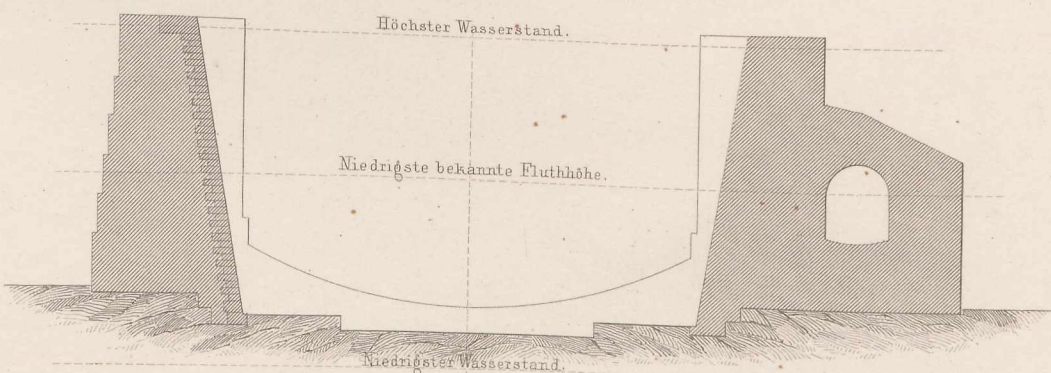 Höchster Wasserstand.
Niedrigste bekannte Fluthhöhe.
Niedrigster Wasserstand.